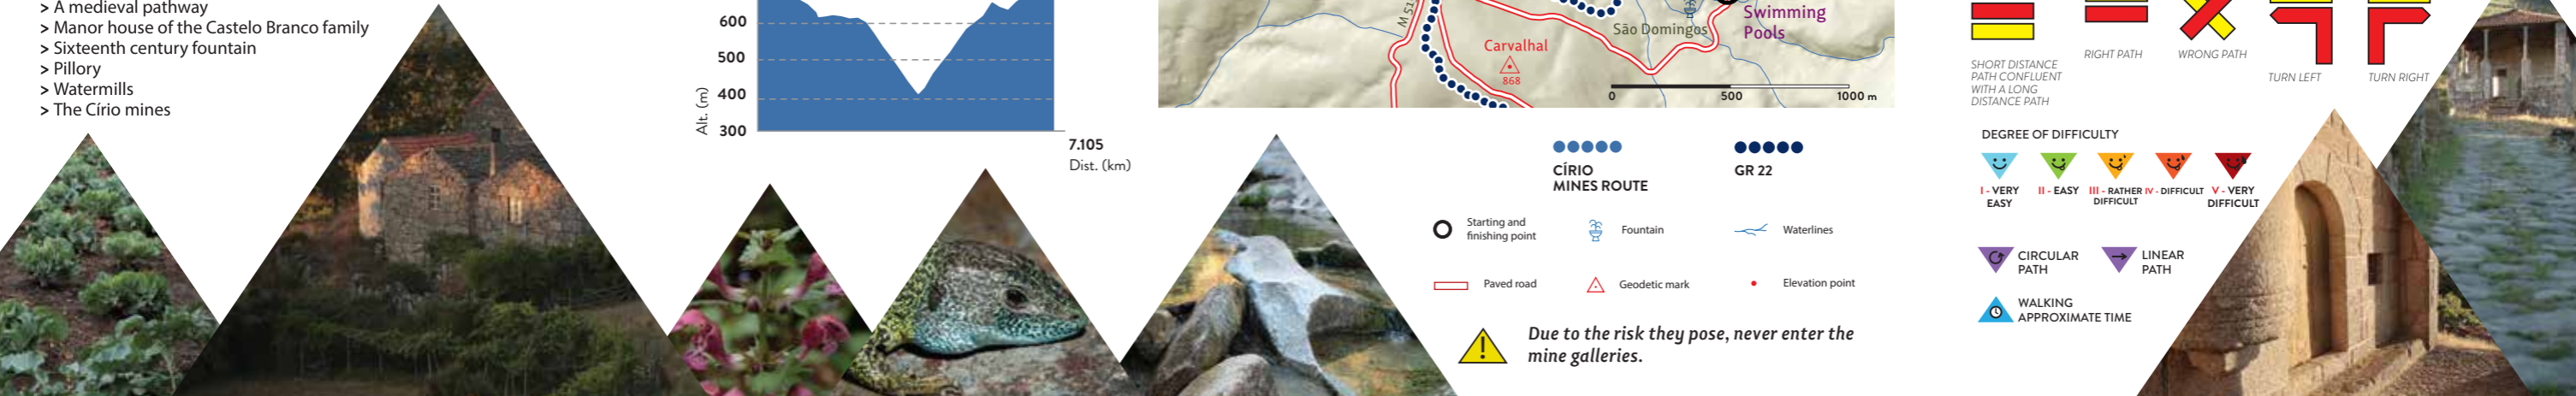 > A medieval pathway
> Manor house of the Castelo Branco family
> Sixteenth century fountain
> Pillory
> Watermills
> The Círio mines
600
500
400
300
Alt. (m)
7.105
Dist. (km)
M 51
Carvalhal
868
São Domingos
Swimming
Pools
0 500 1000 m
CÍRIO
MINES ROUTE
GR 22
Starting and
finishing point
Fountain
Waterlines
Paved road
Geodetic mark
Elevation point
Due to the risk they pose, never enter the
mine galleries.
SHORT DISTANCE
PATH CONFLUENT
WITH A LONG
DISTANCE PATH
RIGHT PATH
WRONG PATH
TURN LEFT
TURN RIGHT
DEGREE OF DIFFICULTY
I - VERY
EASY
II - EASY
III - RATHER
DIFFICULT
IV - DIFFICULT
V - VERY
DIFFICULT
CIRCULAR
PATH
LINEAR
PATH
WALKING
APPROXIMATE TIME